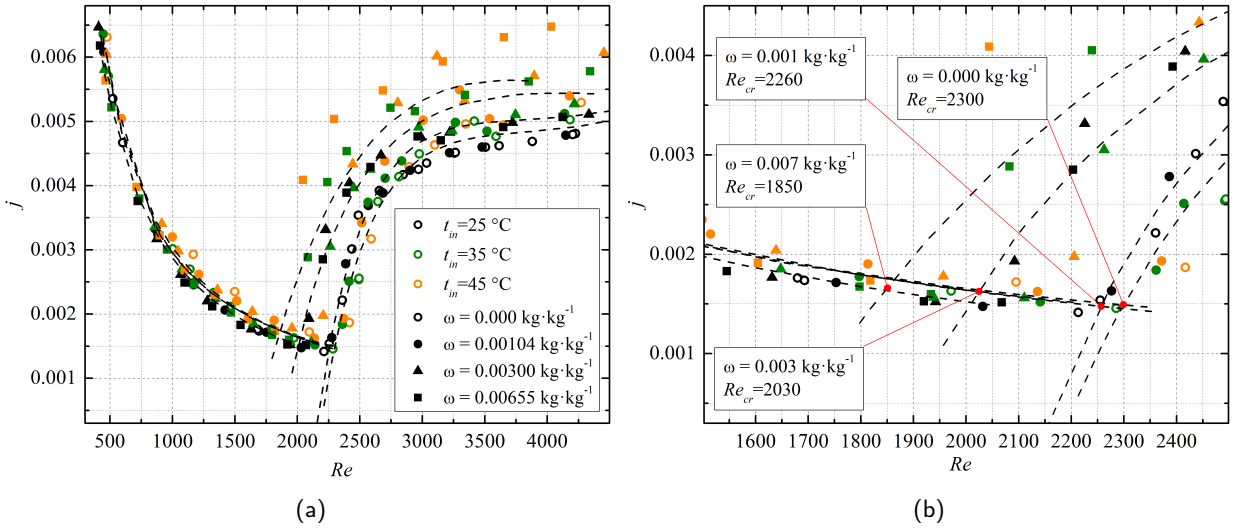 0.006
0.005
0.004
0.003
0.002
0.001
j
500 1000 1500 2000 2500 3000 3500 4000
Re
t_in=25 °C
t_in=35 °C
t_in=45 °C
ω = 0.000 kg·kg⁻¹
ω = 0.00104 kg·kg⁻¹
ω = 0.00300 kg·kg⁻¹
ω = 0.00655 kg·kg⁻¹
(a)
0.004
0.003
0.002
0.001
j
1600 1700 1800 1900 2000 2100 2200 2300 2400
Re
ω = 0.001 kg·kg⁻¹
Re_cr=2260
ω = 0.000 kg·kg⁻¹
Re_cr=2300
ω = 0.007 kg·kg⁻¹
Re_cr=1850
ω = 0.003 kg·kg⁻¹
Re_cr=2030
(b)